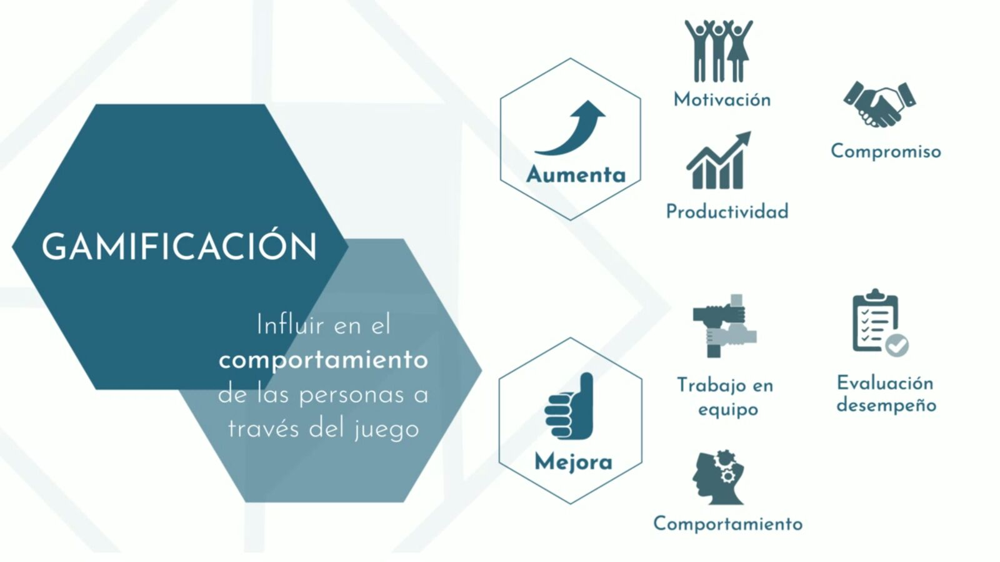 GAMIFICACIÓN
Influir en el
comportamiento
de las personas a
través del juego
Aumenta
Motivación
Compromiso
Productividad
Mejora
Trabajo en
equipo
Evaluación
desempeño
Comportamiento